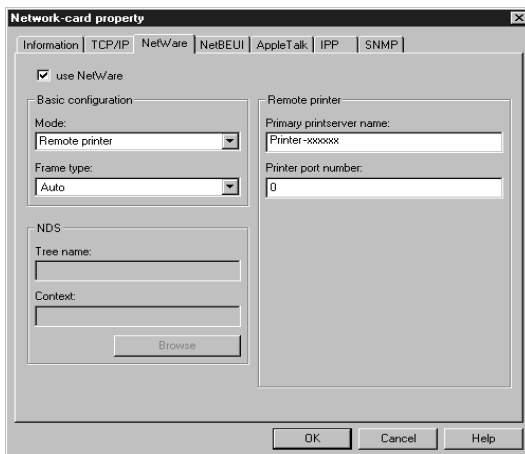 Network-card property
Information TCP/IP NetWare NetBEUI AppleTalk IPP SNMP
use NetWare
Basic configuration
Mode:
Remote printer
Frame type:
Auto
NDS
Tree name:
Context:
Browse
Remote printer
Primary printserver name:
Printer-xxxxxx
Printer port number:
0
OK Cancel Help